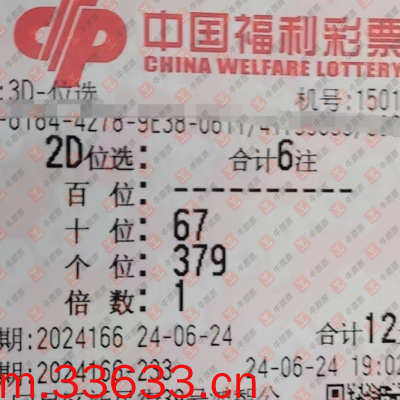 中国福利彩票
CHINA WELFARE LOTTERY
:3D-位选 机号:1501
2D位选: 合计6注
百 位: ----------
十 位: 67
个 位: 379
倍 数: 1
期:2024166 24-06-24 合计12
:2024166-233 24-06-24 19:02
m.33633.cn